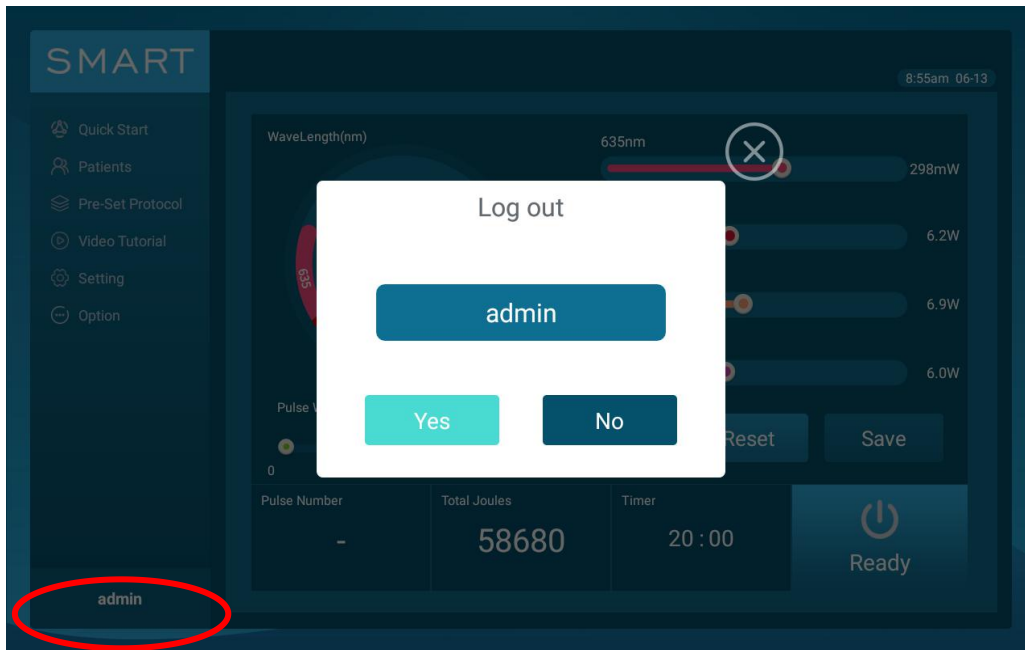 SMART
8:55am 06-13
Quick Start
Patients
Pre-Set Protocol
Video Tutorial
Setting
Option
WaveLength(nm)
635
635nm
298mW
6.2W
6.9W
6.0W
Log out
admin
Yes
No
Pulse
0
Reset
Save
Pulse Number
-
Total Joules
58680
Timer
20 : 00
Ready
admin